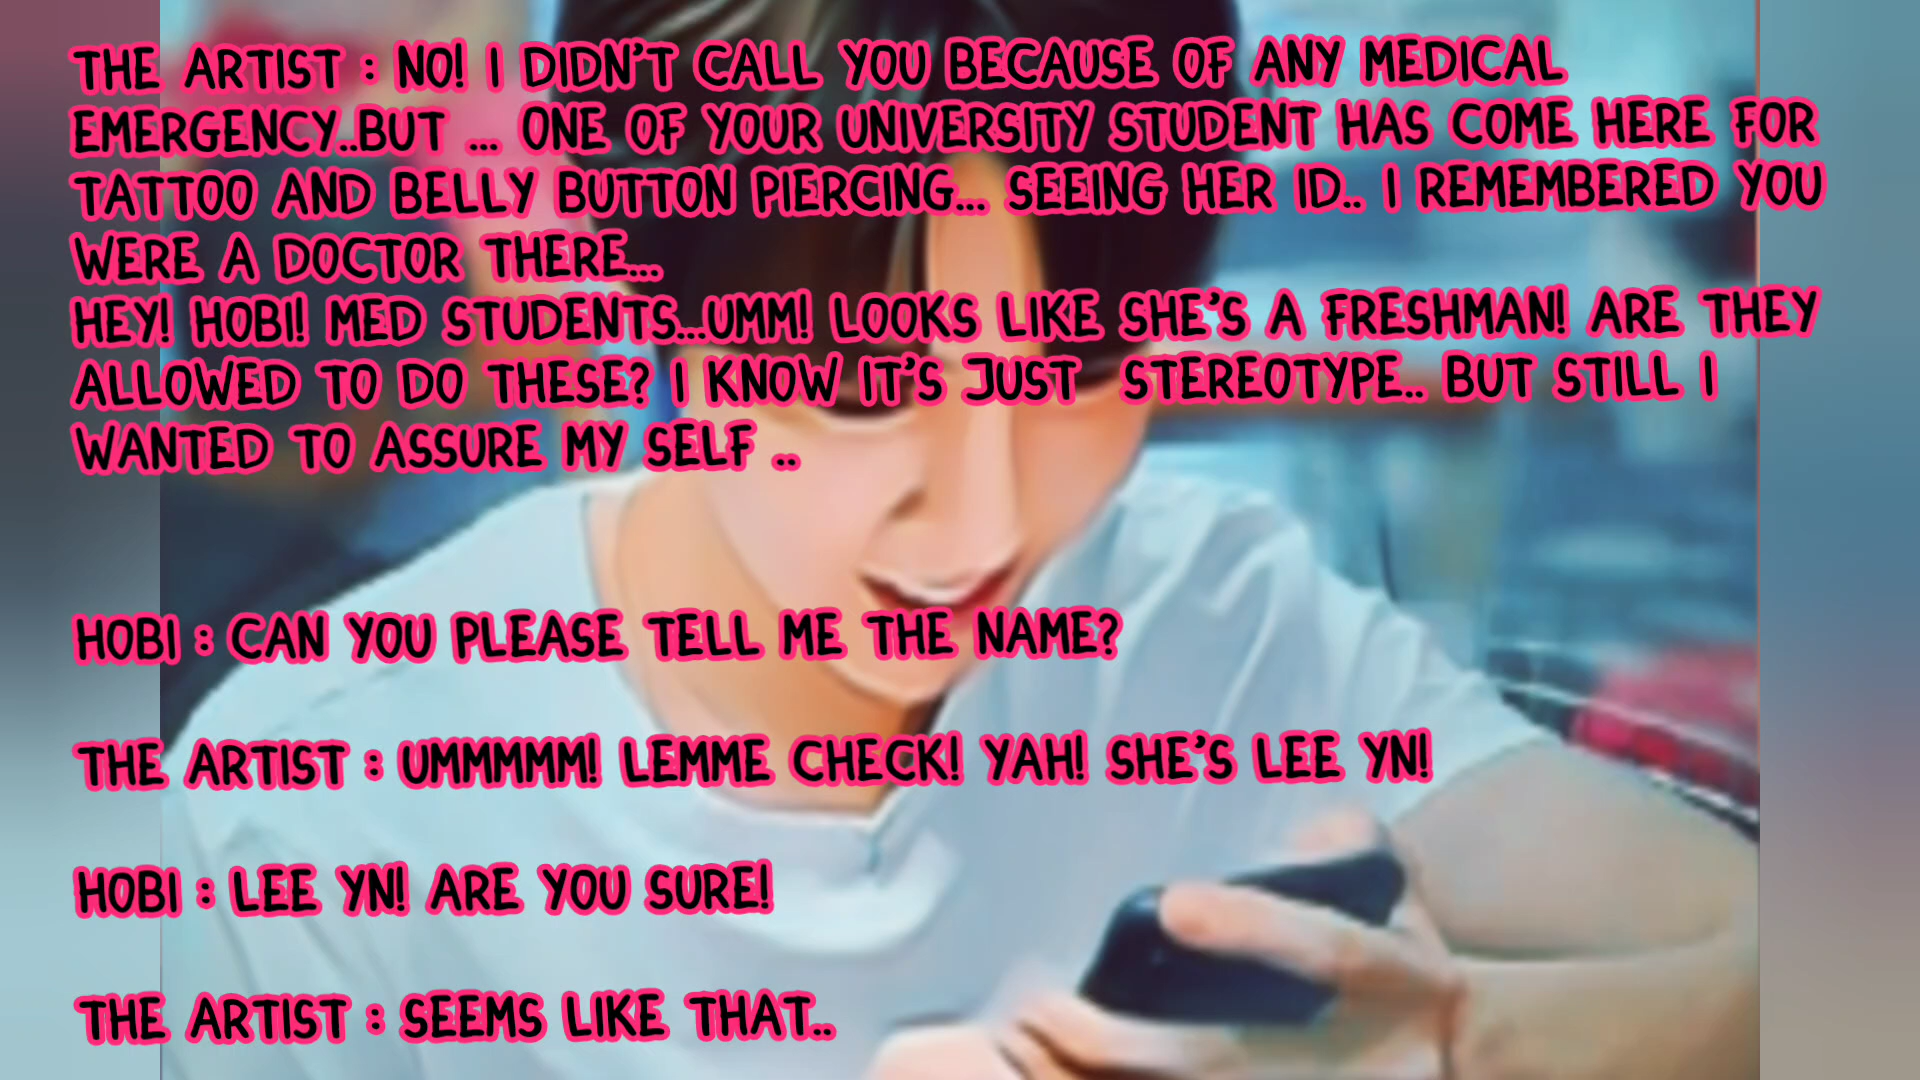 THE ARTIST : NO! I DIDN'T CALL YOU BECAUSE OF ANY MEDICAL
EMERGENCY..BUT ... ONE OF YOUR UNIVERSITY STUDENT HAS COME HERE FOR
TATTOO AND BELLY BUTTON PIERCING... SEEING HER ID.. I REMEMBERED YOU
WERE A DOCTOR THERE...
HEY! HOBI! MED STUDENTS...UMM! LOOKS LIKE SHE'S A FRESHMAN! ARE THEY
ALLOWED TO DO THESE? I KNOW IT'S JUST STEREOTYPE.. BUT STILL I
WANTED TO ASSURE MY SELF ..
HOBI : CAN YOU PLEASE TELL ME THE NAME?
THE ARTIST : UMMMMM! LEMME CHECK! YAH! SHE'S LEE YN!
HOBI : LEE YN! ARE YOU SURE!
THE ARTIST : SEEMS LIKE THAT..